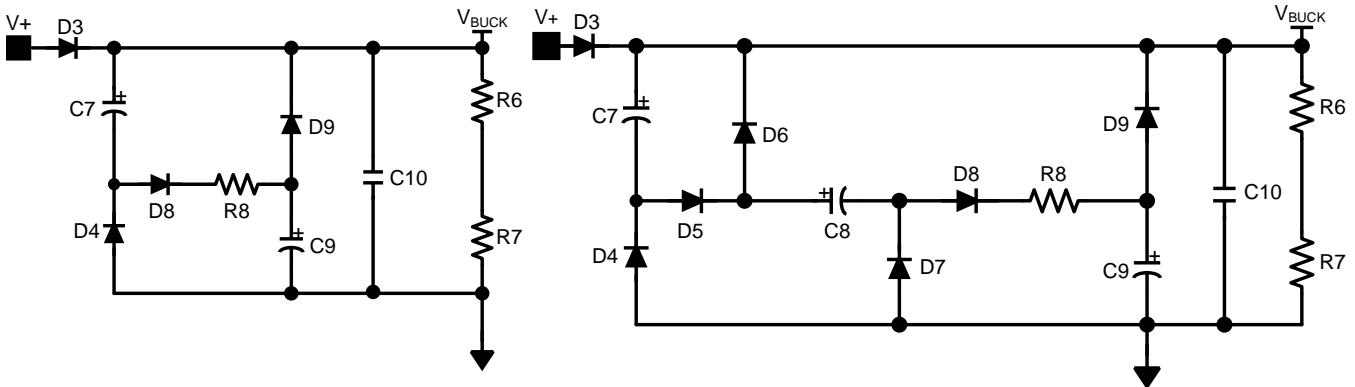 V+
D3
VBUCK
C7
+
R6
D9
D8
R8
C10
D4
+
C9
R7
V+
D3
VBUCK
C7
+
D6
D9
R6
D5
+
C8
D8
R8
C10
D4
D7
C9
+
R7